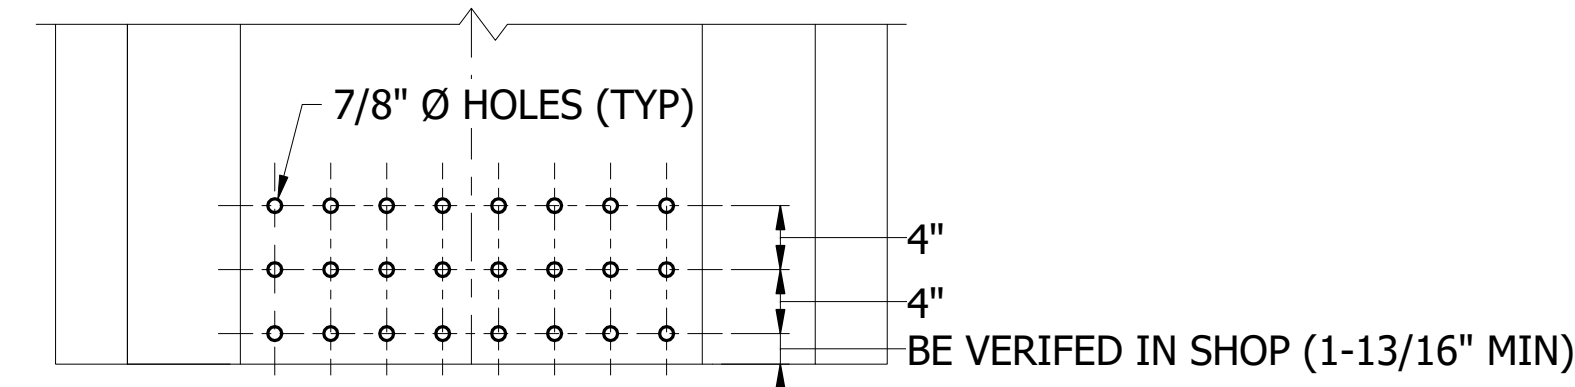 7/8" Ø HOLES (TYP)
4"
4"
BE VERIFED IN SHOP (1-13/16" MIN)